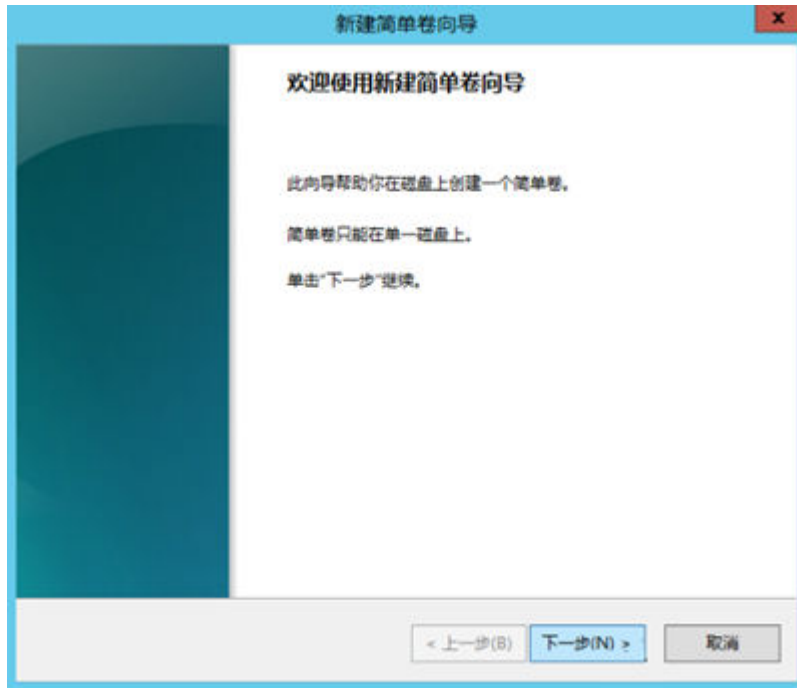 新建简单卷向导
x
欢迎使用新建简单卷向导
此向导帮助你在磁盘上创建一个简单卷。
简单卷只能在单一磁盘上。
单击"下一步"继续。
< 上一步(B) 下一步(N) > 取消